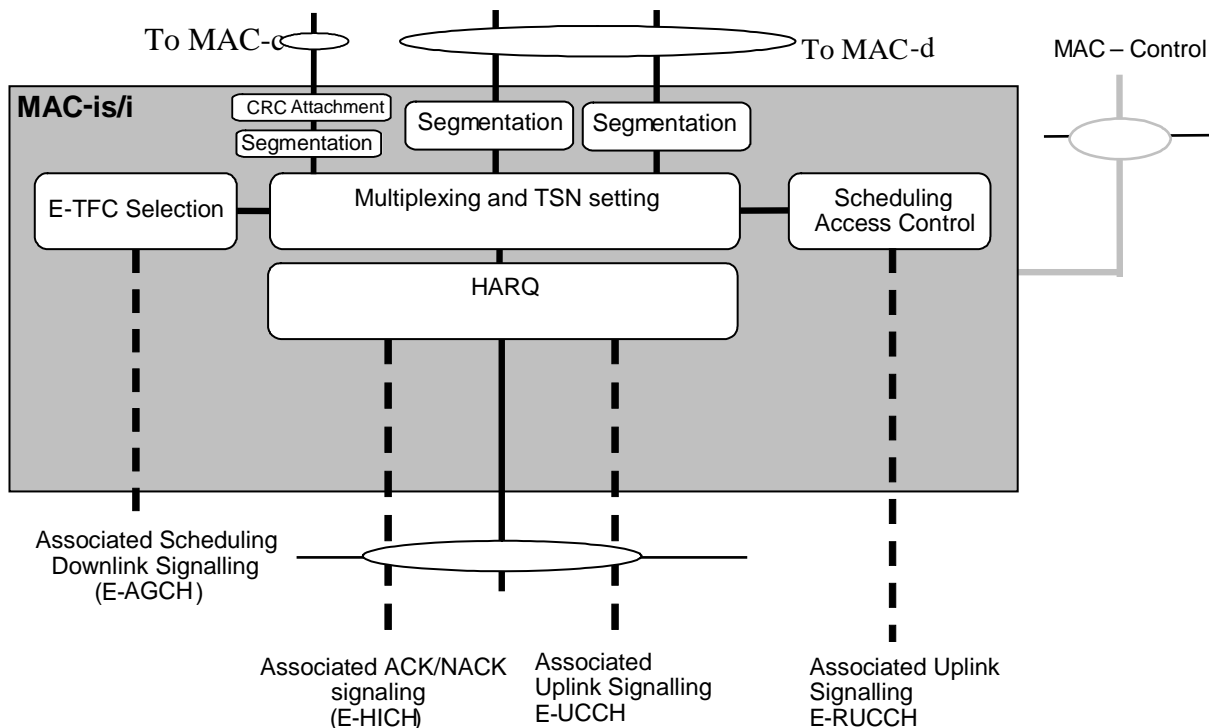 To MAC-c
To MAC-d
MAC – Control
MAC-is/i
CRC Attachment
Segmentation
Segmentation
Segmentation
E-TFC Selection
Multiplexing and TSN setting
Scheduling
Access Control
HARQ
Associated Scheduling
Downlink Signalling
(E-AGCH)
Associated ACK/NACK
signaling
(E-HICH)
Associated
Uplink Signalling
E-UCCH
Associated Uplink
Signalling
E-RUCCH